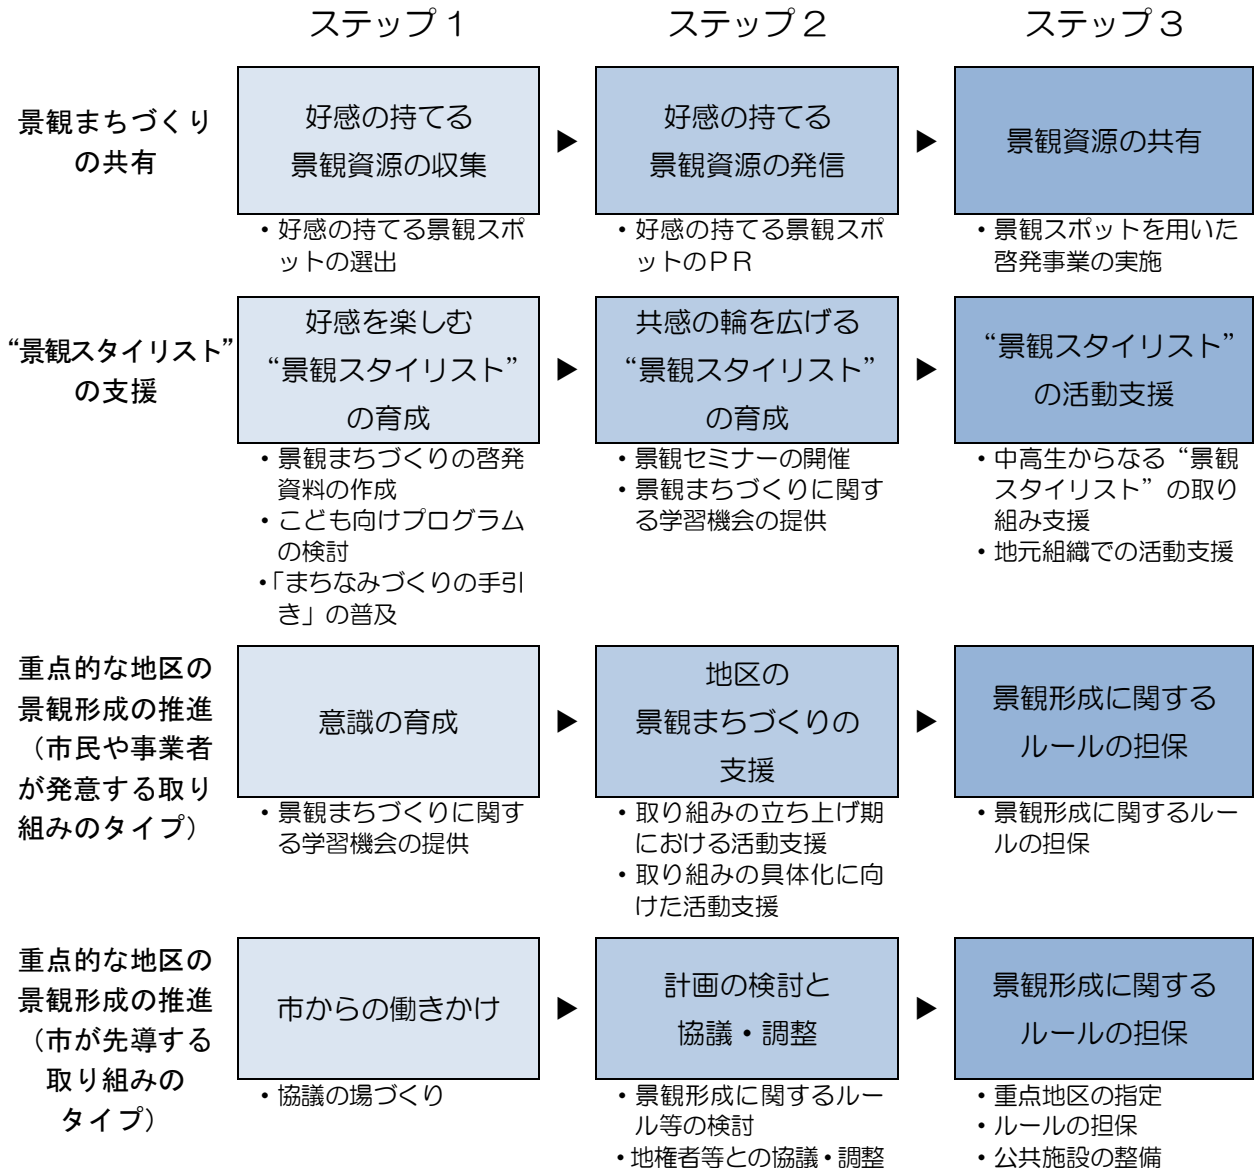 ステップ１
ステップ２
ステップ３
景観まちづくり
の共有
好感の持てる
景観資源の収集
▶
好感の持てる
景観資源の発信
▶
景観資源の共有
・好感の持てる景観スポ
ットの選出
・好感の持てる景観スポ
ットのＰＲ
・景観スポットを用いた
啓発事業の実施
“景観スタイリスト”
の支援
好感を楽しむ
“景観スタイリスト”
の育成
▶
共感の輪を広げる
“景観スタイリスト”
の育成
▶
“景観スタイリスト”
の活動支援
・景観まちづくりの啓発
資料の作成
・こども向けプログラム
の検討
・「まちなみづくりの手引
き」の普及
・景観セミナーの開催
・景観まちづくりに関す
る学習機会の提供
・中高生からなる“景観
スタイリスト”の取り
組み支援
・地元組織での活動支援
重点的な地区の
景観形成の推進
（市民や事業者
が発意する取り
組みのタイプ）
意識の育成
▶
地区の
景観まちづくりの
支援
▶
景観形成に関する
ルールの担保
・景観まちづくりに関す
る学習機会の提供
・取り組みの立ち上げ期
における活動支援
・取り組みの具体化に向
けた活動支援
・景観形成に関するルー
ルの担保
重点的な地区の
景観形成の推進
（市が先導する
取り組みの
タイプ）
市からの働きかけ
▶
計画の検討と
協議・調整
▶
景観形成に関する
ルールの担保
・協議の場づくり
・景観形成に関するルー
ル等の検討
・地権者等との協議・調整
・重点地区の指定
・ルールの担保
・公共施設の整備